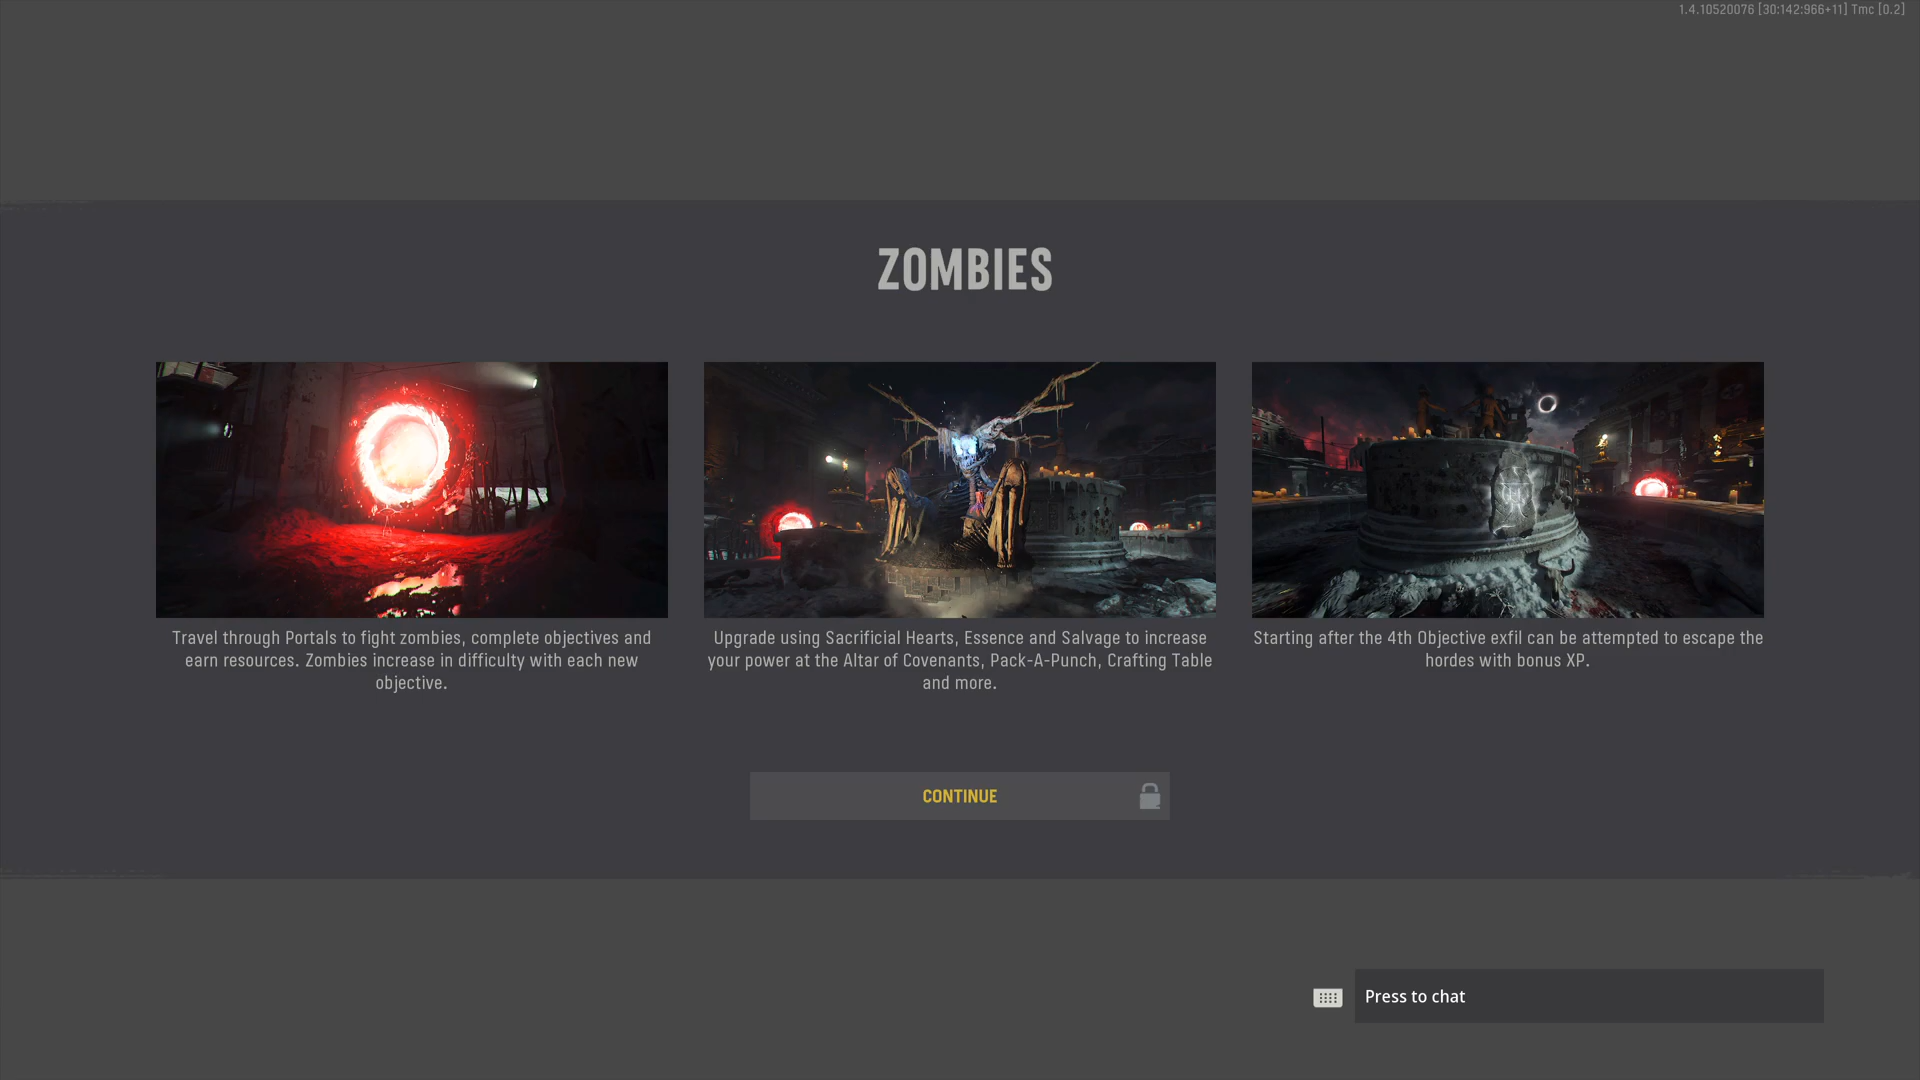 1.4.10520076 [30:142:966+11] Tmc [0.2]
ZOMBIES
Travel through Portals to fight zombies, complete objectives and
earn resources. Zombies increase in difficulty with each new
objective.
Upgrade using Sacrificial Hearts, Essence and Salvage to increase
your power at the Altar of Covenants, Pack-A-Punch, Crafting Table
and more.
Starting after the 4th Objective exfil can be attempted to escape the
hordes with bonus XP.
CONTINUE
Press to chat